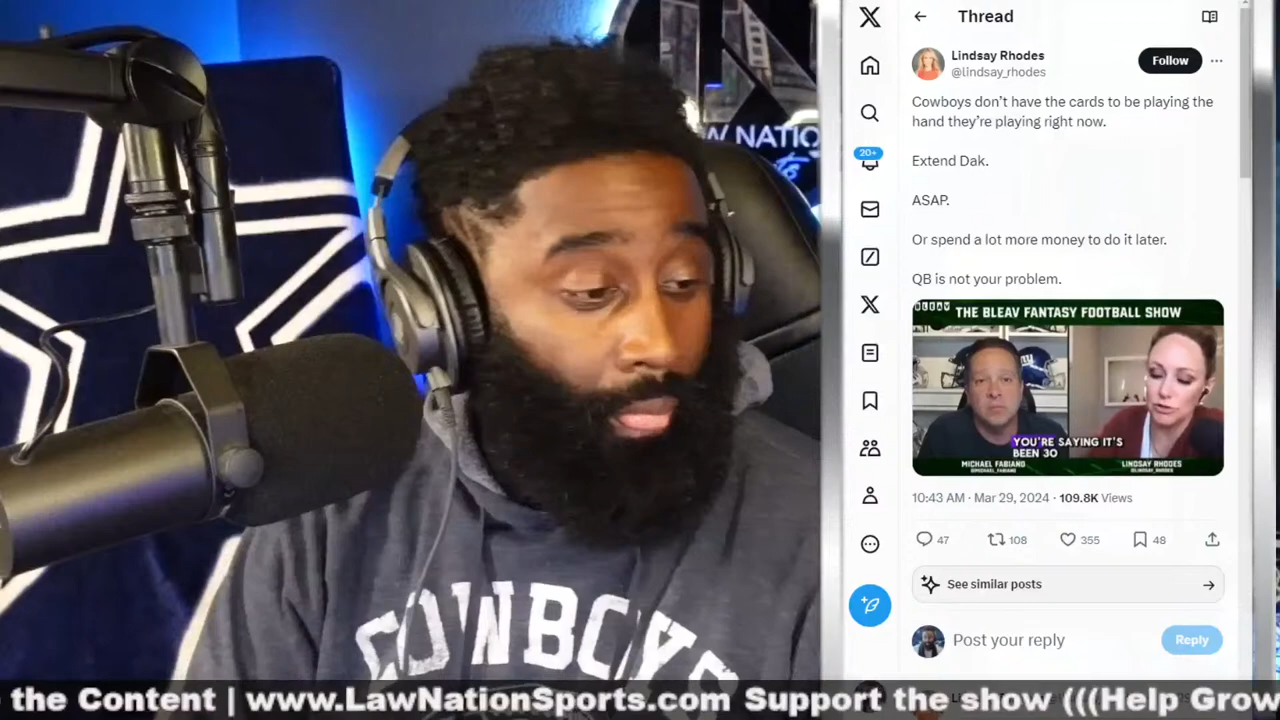 W NATIO
COWBOYS
Thread
Lindsay Rhodes
@lindsay_rhodes
Follow
Cowboys don't have the cards to be playing the
hand they're playing right now.
Extend Dak.
ASAP.
Or spend a lot more money to do it later.
QB is not your problem.
BLEAV THE BLEAV FANTASY FOOTBALL SHOW
YOU'RE SAYING IT'S
BEEN 30
MICHAEL FABIANO
@MICHAEL_FABIANO
LINDSAY RHODES
@LINDSAY_RHODES
10:43 AM · Mar 29, 2024 · 109.8K Views
47 108 355 48
See similar posts
Post your reply
Reply
20+
the Content | www.LawNationSports.com Support the show (((Help Grow